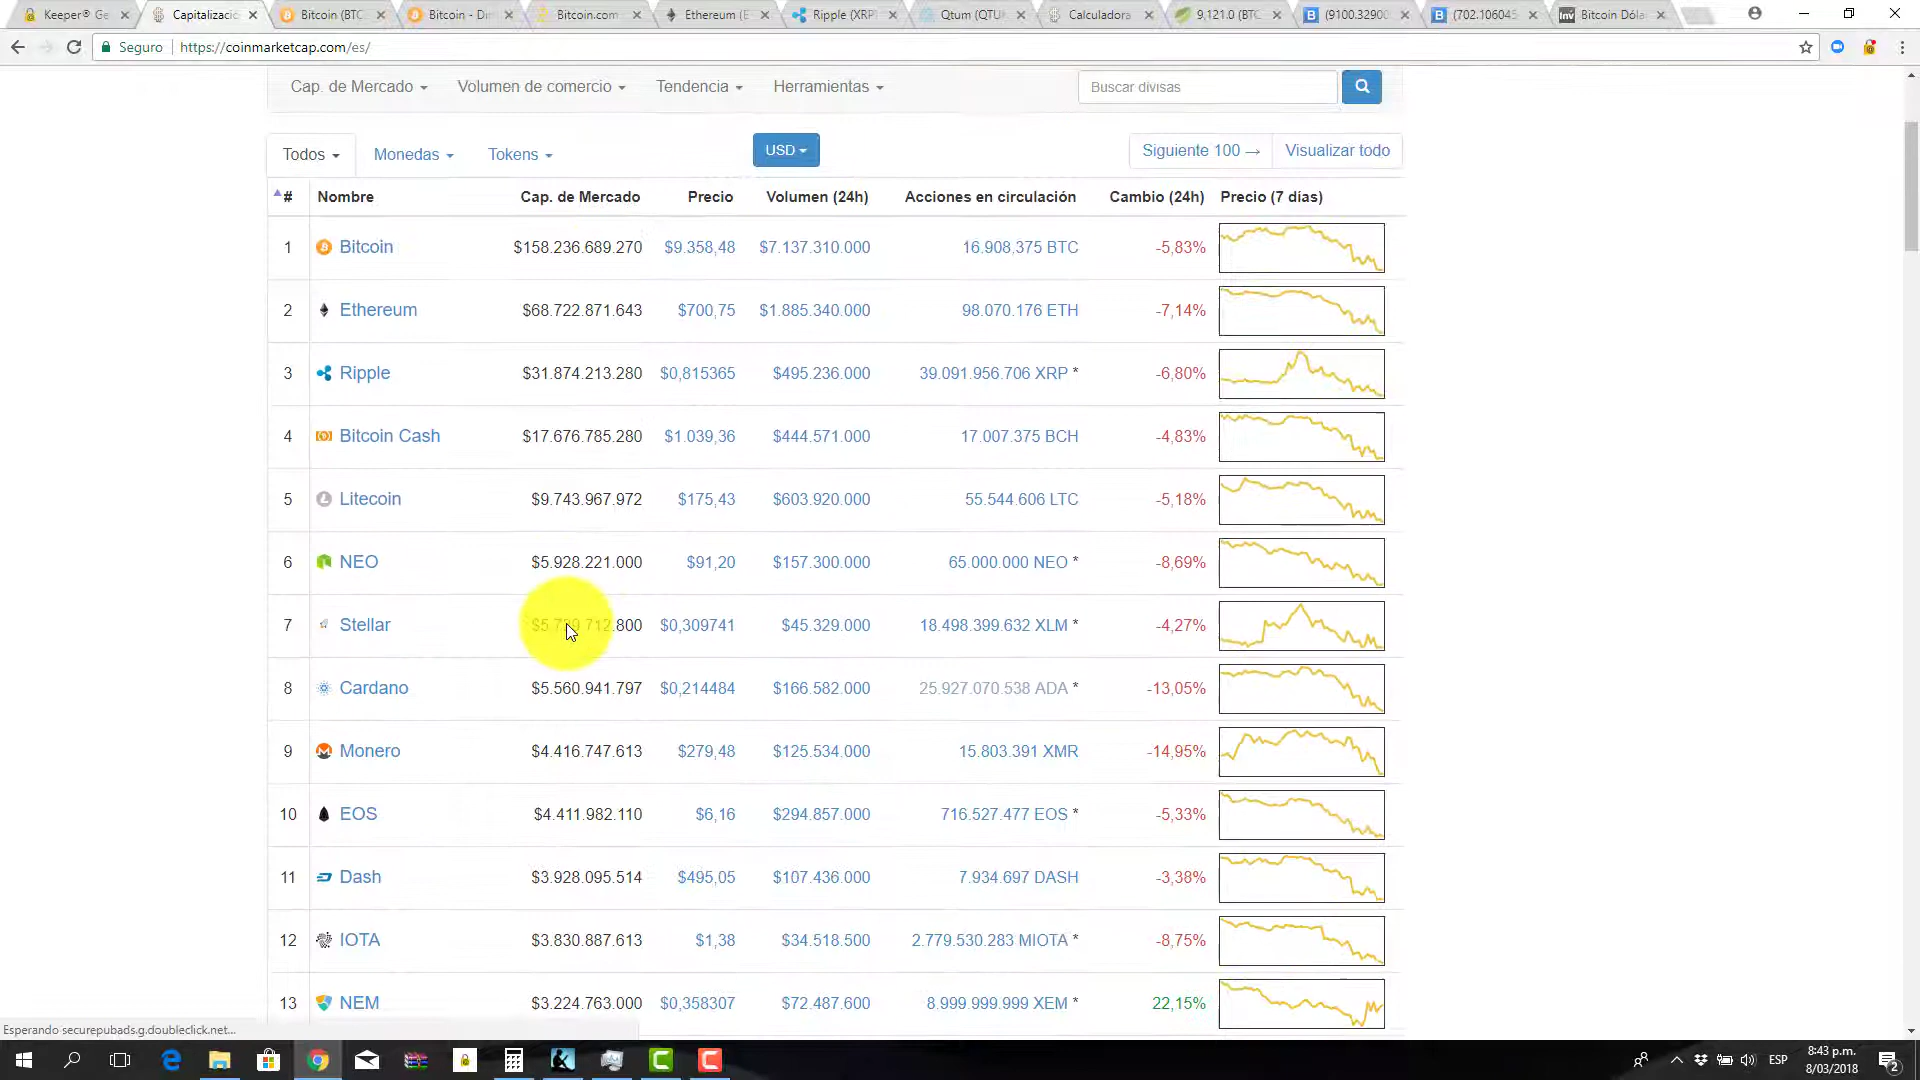 Keeper® Ge
Capitalizació
Bitcoin (BTC
Bitcoin - Di
Bitcoin.com
Ethereum (E
Ripple (XRP
Qtum (QTU
Calculadora
9,121.0 (BTC
(9100.32900
(702.106045
Bitcoin Dóla
Seguro
https://coinmarketcap.com/es/
Cap. de Mercado
Volumen de comercio
Tendencia
Herramientas
Buscar divisas
Todos
Monedas
Tokens
USD
Siguiente 100 →
Visualizar todo
# Nombre Cap. de Mercado Precio Volumen (24h) Acciones en circulación Cambio (24h) Precio (7 días)
1 Bitcoin $158.236.689.270 $9.358,48 $7.137.310.000 16.908.375 BTC -5,83%
2 Ethereum $68.722.871.643 $700,75 $1.885.340.000 98.070.176 ETH -7,14%
3 Ripple $31.874.213.280 $0,815365 $495.236.000 39.091.956.706 XRP * -6,80%
4 Bitcoin Cash $17.676.785.280 $1.039,36 $444.571.000 17.007.375 BCH -4,83%
5 Litecoin $9.743.967.972 $175,43 $603.920.000 55.544.606 LTC -5,18%
6 NEO $5.928.221.000 $91,20 $157.300.000 65.000.000 NEO * -8,69%
7 Stellar $0,309741 $45.329.000 18.498.399.632 XLM * -4,27%
8 Cardano $5.560.941.797 $0,214484 $166.582.000 25.927.070.538 ADA * -13,05%
9 Monero $4.416.747.613 $279,48 $125.534.000 15.803.391 XMR -14,95%
10 EOS $4.411.982.110 $6,16 $294.857.000 716.527.477 EOS * -5,33%
11 Dash $3.928.095.514 $495,05 $107.436.000 7.934.697 DASH -3,38%
12 IOTA $3.830.887.613 $1,38 $34.518.500 2.779.530.283 MIOTA * -8,75%
13 NEM $3.224.763.000 $0,358307 $72.487.600 8.999.999.999 XEM * 22,15%
Esperando securepubads.g.doubleclick.net...
ESP
8:43 p.m.
8/03/2018
2